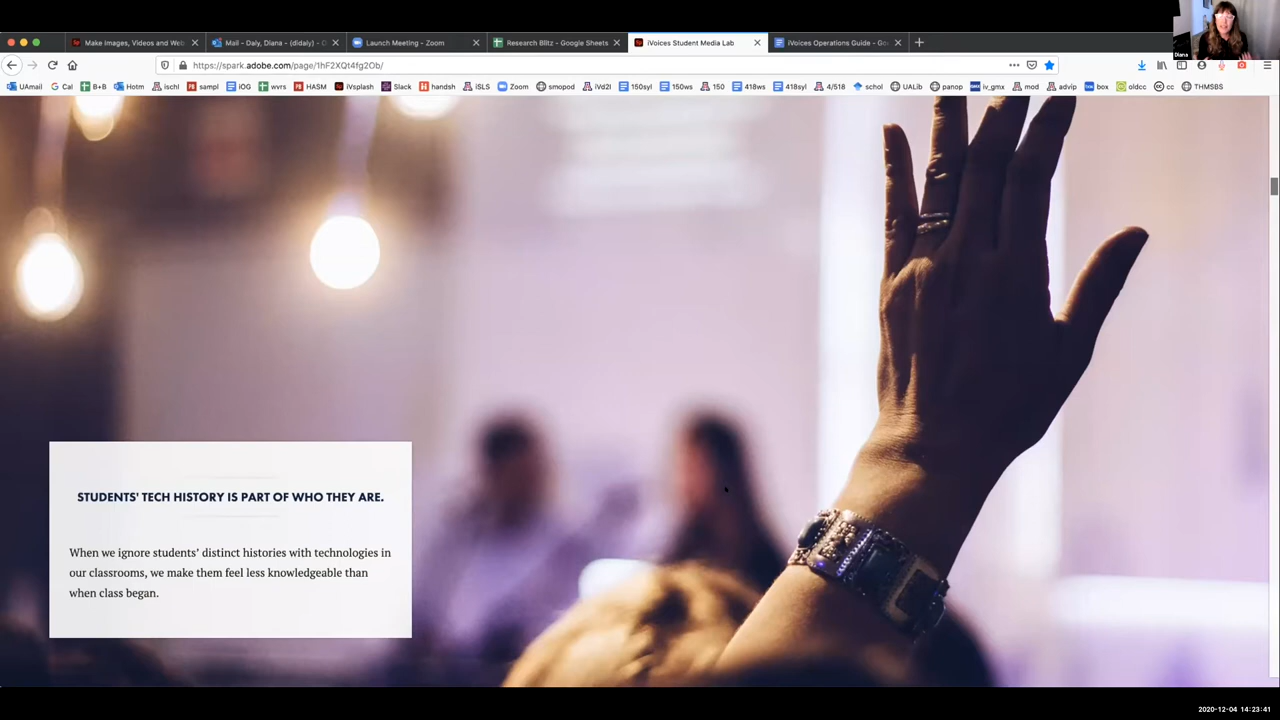 Make Images, Videos and Web
Mail - Daly, Diana - (didaly) - O
Launch Meeting - Zoom
Research Blitz - Google Sheets
iVoices Student Media Lab
iVoices Operations Guide - Go
https://spark.adobe.com/page/1hF2XQt4fg2Ob/
UAmail Cal B+B Hotm ischl sampl IOG wvrs HASM iVsplash Slack handsh iSLS Zoom smopod iVd2l 150syl 150ws 150 418ws 418syl 4/518 schol UALib panop iv_gmx mod advip box oldcc cc THMSBS
Diana
STUDENTS' TECH HISTORY IS PART OF WHO THEY ARE.
When we ignore students’ distinct histories with technologies in
our classrooms, we make them feel less knowledgeable than
when class began.
2020-12-04 14:23:41